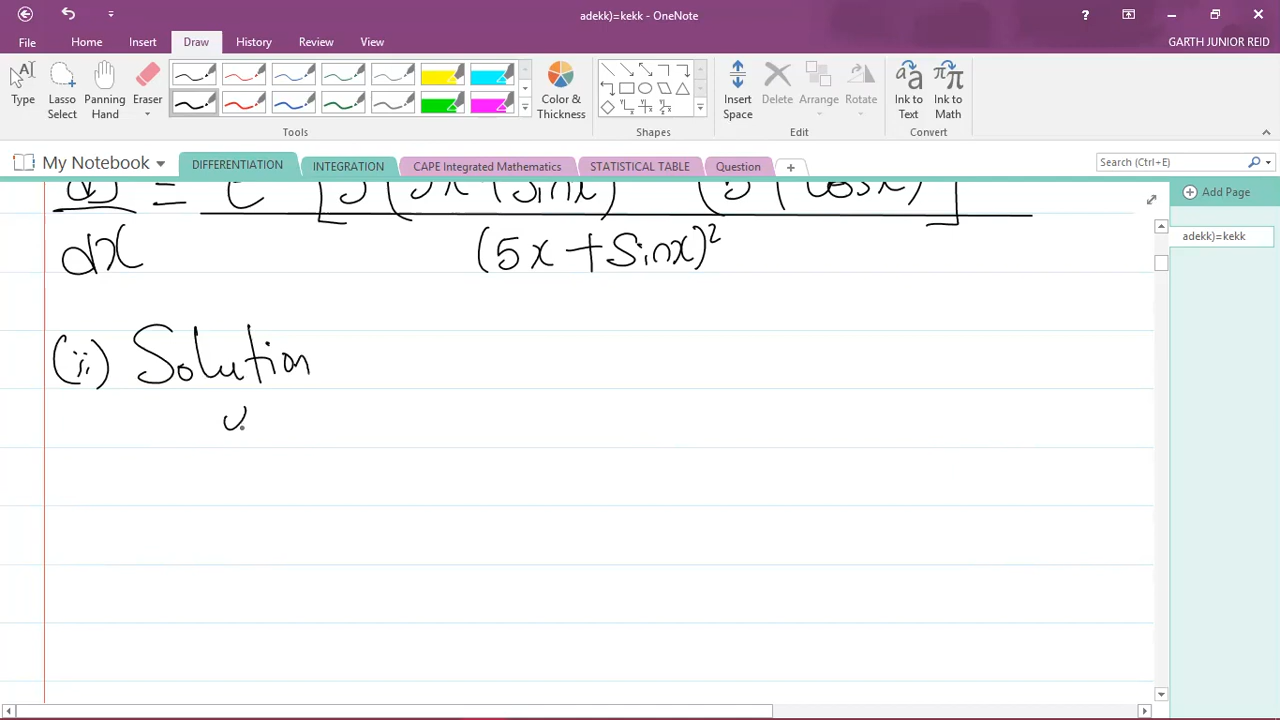 adekk)=kekk - OneNote
File Home Insert Draw History Review View
GARTH JUNIOR REID
Type Lasso Select Panning Hand Eraser Color & Thickness Insert Space Delete Arrange Rotate Ink to Text Ink to Math
Tools Shapes Edit Convert
My Notebook DIFFERENTIATION INTEGRATION CAPE Integrated Mathematics STATISTICAL TABLE Question Search (Ctrl+E)
Add Page
adekk)=kekk
dx (5x+Sinx)²
(ii) Solution